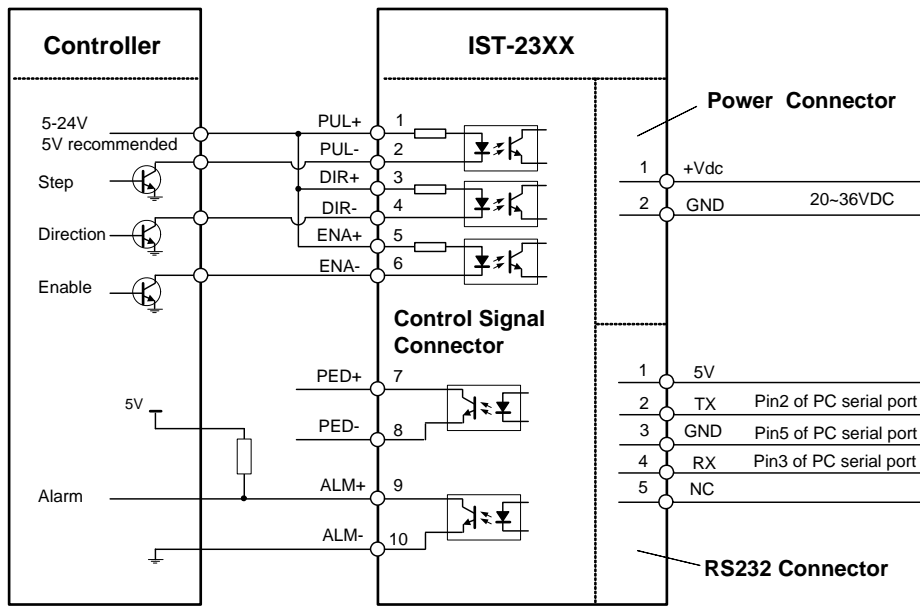 Controller
IST-23XX
5-24V
5V recommended
Step
Direction
Enable
5V
Alarm
PUL+ 1
PUL- 2
DIR+ 3
DIR- 4
ENA+ 5
ENA- 6
Control Signal
Connector
PED+ 7
PED- 8
ALM+ 9
ALM- 10
Power Connector
1 +Vdc
2 GND 20~36VDC
1 5V
2 TX Pin2 of PC serial port
3 GND Pin5 of PC serial port
4 RX Pin3 of PC serial port
5 NC
RS232 Connector